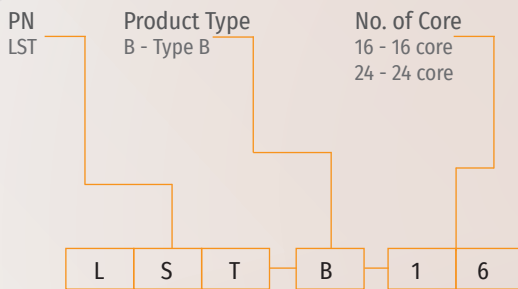 PN
LST
Product Type
B - Type B
No. of Core
16 - 16 core
24 - 24 core
L S T B 1 6